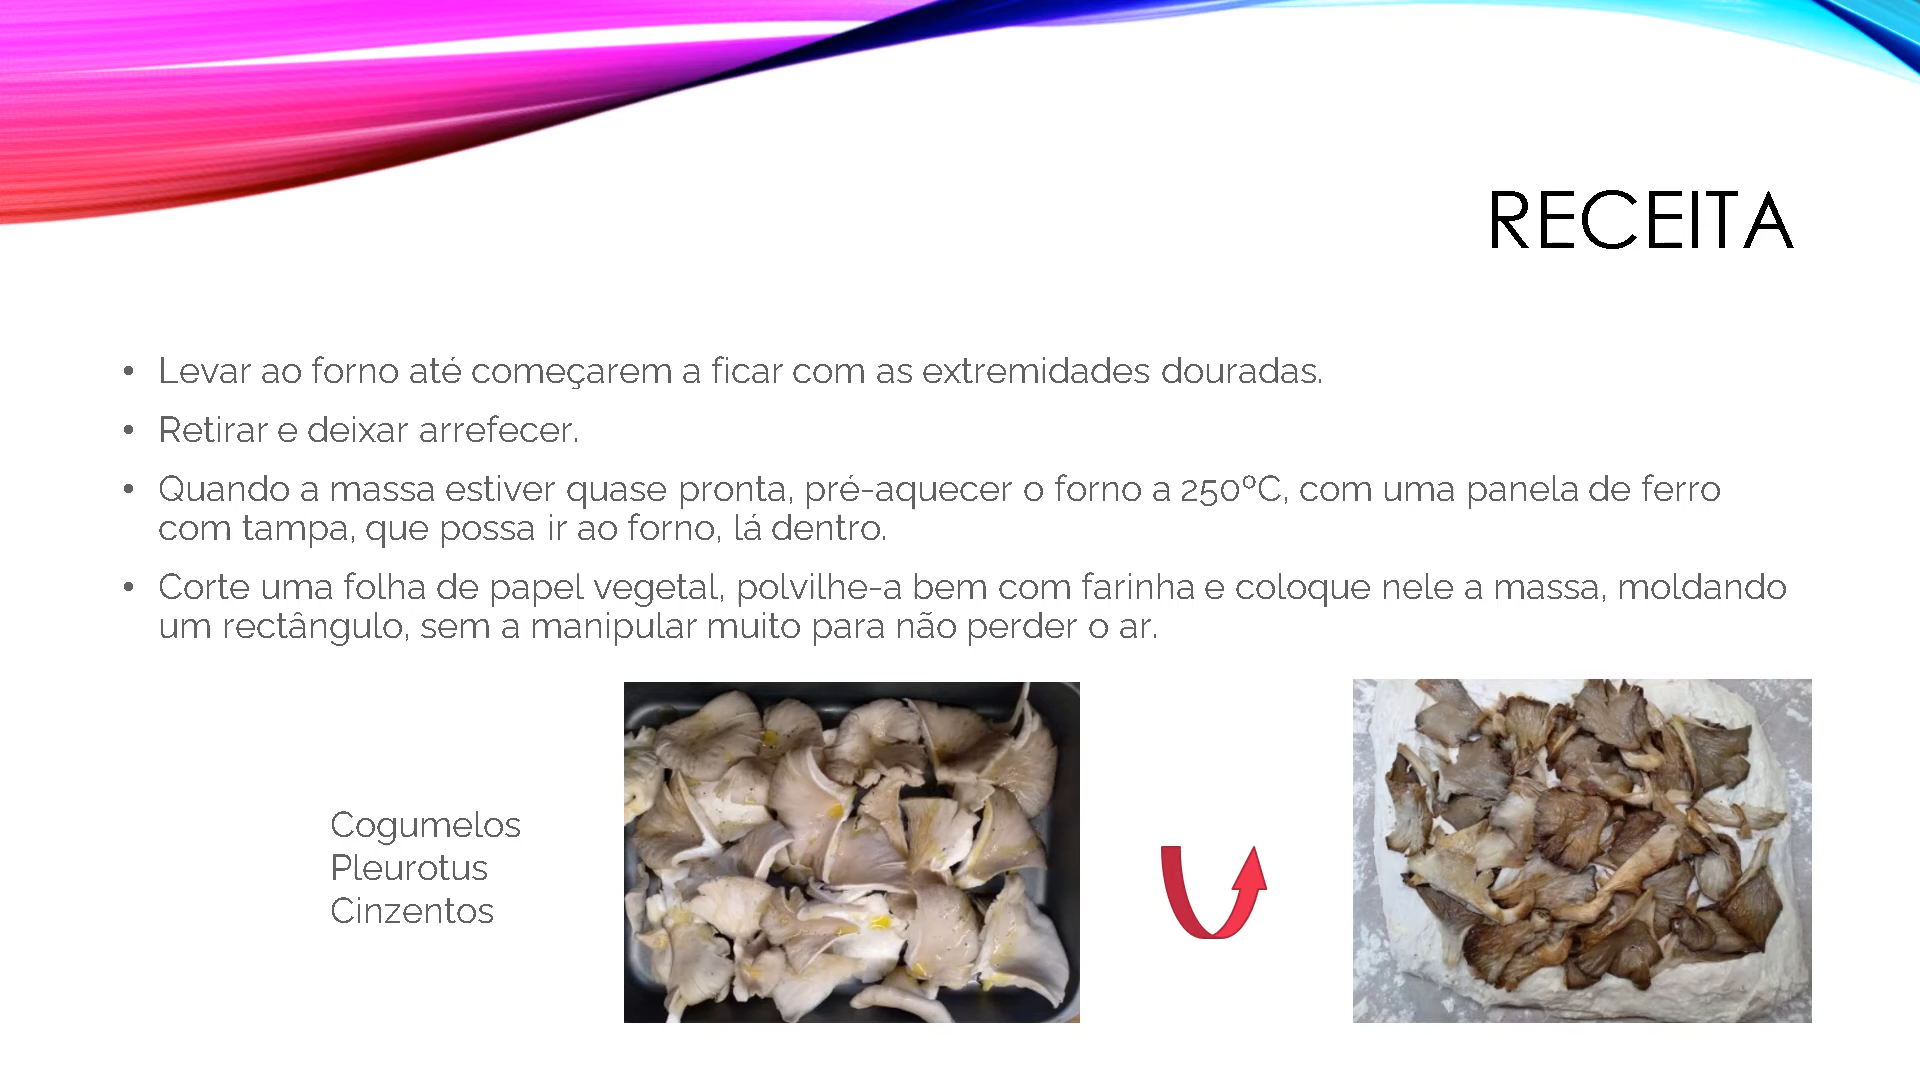 RECEITA
• Levar ao forno até começarem a ficar com as extremidades douradas.
• Retirar e deixar arrefecer.
• Quando a massa estiver quase pronta, pré-aquecer o forno a 250ºC, com uma panela de ferro
com tampa, que possa ir ao forno, lá dentro.
• Corte uma folha de papel vegetal, polvilhe-a bem com farinha e coloque nele a massa, moldando
um rectângulo, sem a manipular muito para não perder o ar.
Cogumelos
Pleurotus
Cinzentos